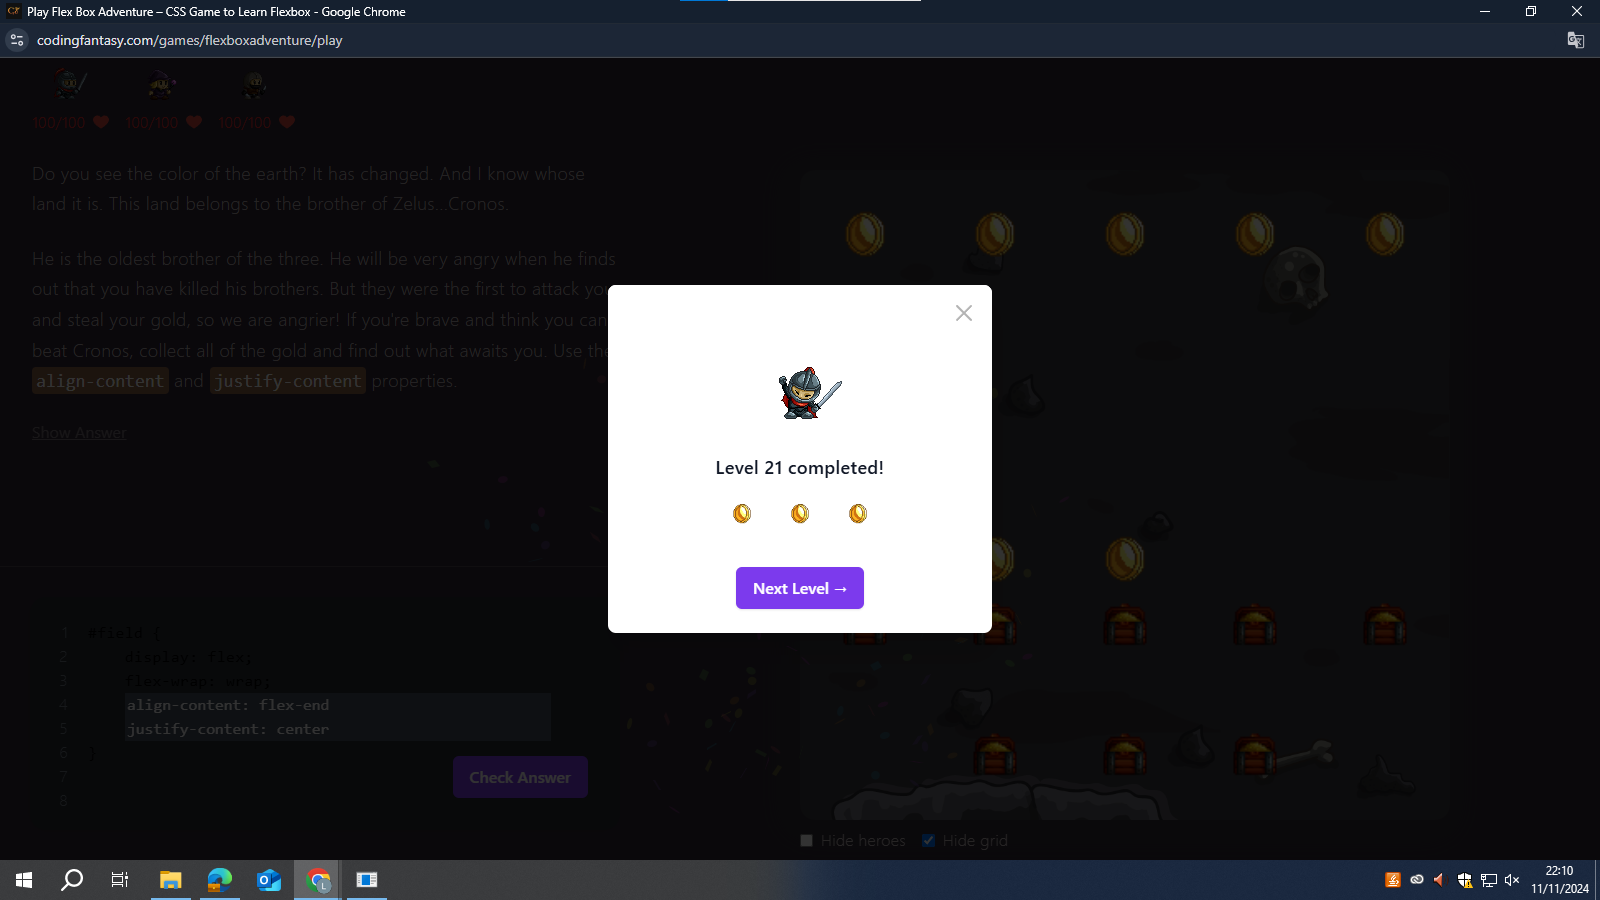 Play Flex Box Adventure – CSS Game to Learn Flexbox - Google Chrome
codingfantasy.com/games/flexboxadventure/play
100/100 100/100 100/100
Do you see the color of the earth? It has changed. And I know whose
land it is. This land belongs to the brother of Zelus...Cronos.
He is the oldest brother of the three. He will be very angry when he finds
out that you have killed his brothers. But they were the first to attack you
and steal your gold, so we are angrier! If you're brave and think you can
beat Cronos, collect all of the gold and find out what awaits you. Use the
align-content and justify-content properties.
Show Answer
Level 21 completed!
Next Level →
1 #field {
2 display: flex;
3 flex-wrap: wrap;
4 align-content: flex-end
5 justify-content: center
6 }
7
8
Check Answer
Hide heroes Hide grid
22:10
11/11/2024